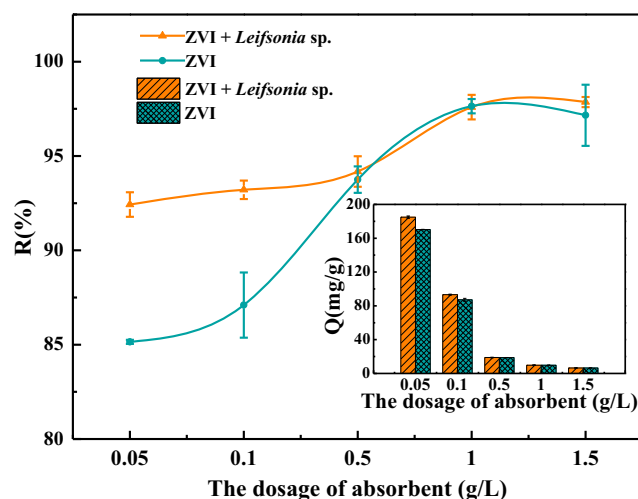 ZVI + Leifsonia sp.
ZVI
ZVI + Leifsonia sp.
ZVI
100
95
90
85
80
R(%)
0.05 0.1 0.5 1 1.5
The dosage of absorbent (g/L)
200
160
120
80
40
0
Q(mg/g)
0.05 0.1 0.5 1 1.5
The dosage of absorbent (g/L)